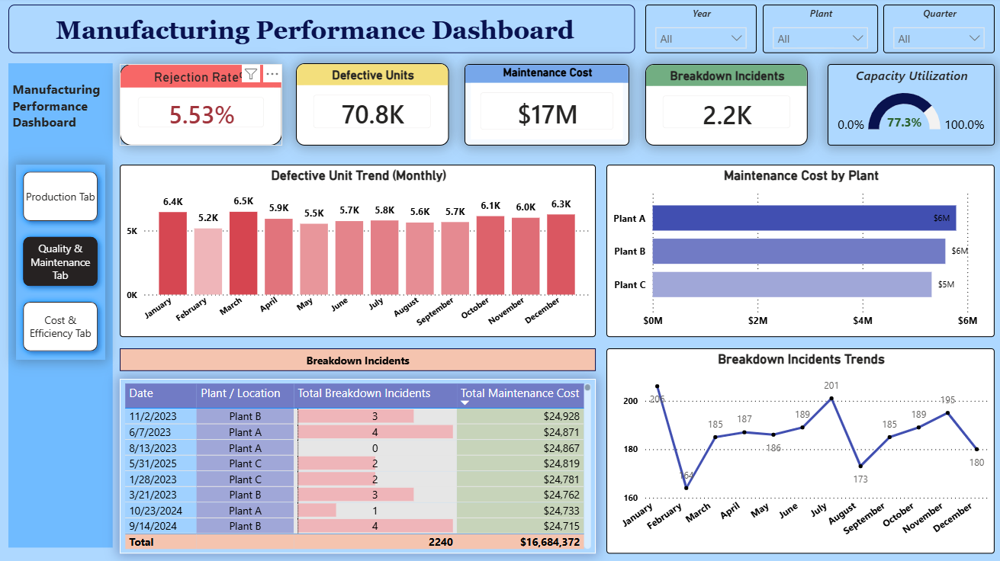 Manufacturing Performance Dashboard
Year
All
Plant
All
Quarter
All
Manufacturing
Performance
Dashboard
Production Tab
Quality &
Maintenance
Tab
Cost &
Efficiency Tab
Rejection Rate
5.53%
Defective Units
70.8K
Maintenance Cost
$17M
Breakdown Incidents
2.2K
Capacity Utilization
0.0%
77.3%
100.0%
Defective Unit Trend (Monthly)
6.4K
5.2K
6.5K
5.9K
5.5K
5.7K
5.8K
5.6K
5.7K
6.1K
6.0K
6.3K
5K
0K
January
February
March
April
May
June
July
August
September
October
November
December
Maintenance Cost by Plant
Plant A
$6M
Plant B
$6M
Plant C
$5M
$0M
$2M
$4M
$6M
Breakdown Incidents
Date Plant / Location Total Breakdown Incidents Total Maintenance Cost
11/2/2023 Plant B 3 $24,928
6/7/2023 Plant A 4 $24,871
8/13/2023 Plant A 0 $24,867
5/31/2025 Plant C 2 $24,819
1/28/2023 Plant C 2 $24,781
3/21/2023 Plant B 3 $24,762
10/23/2024 Plant A 1 $24,733
9/14/2024 Plant B 4 $24,715
Total 2240 $16,684,372
Breakdown Incidents Trends
200
180
160
206
164
185
187
186
189
201
173
185
189
195
180
January
February
March
April
May
June
July
August
September
October
November
December